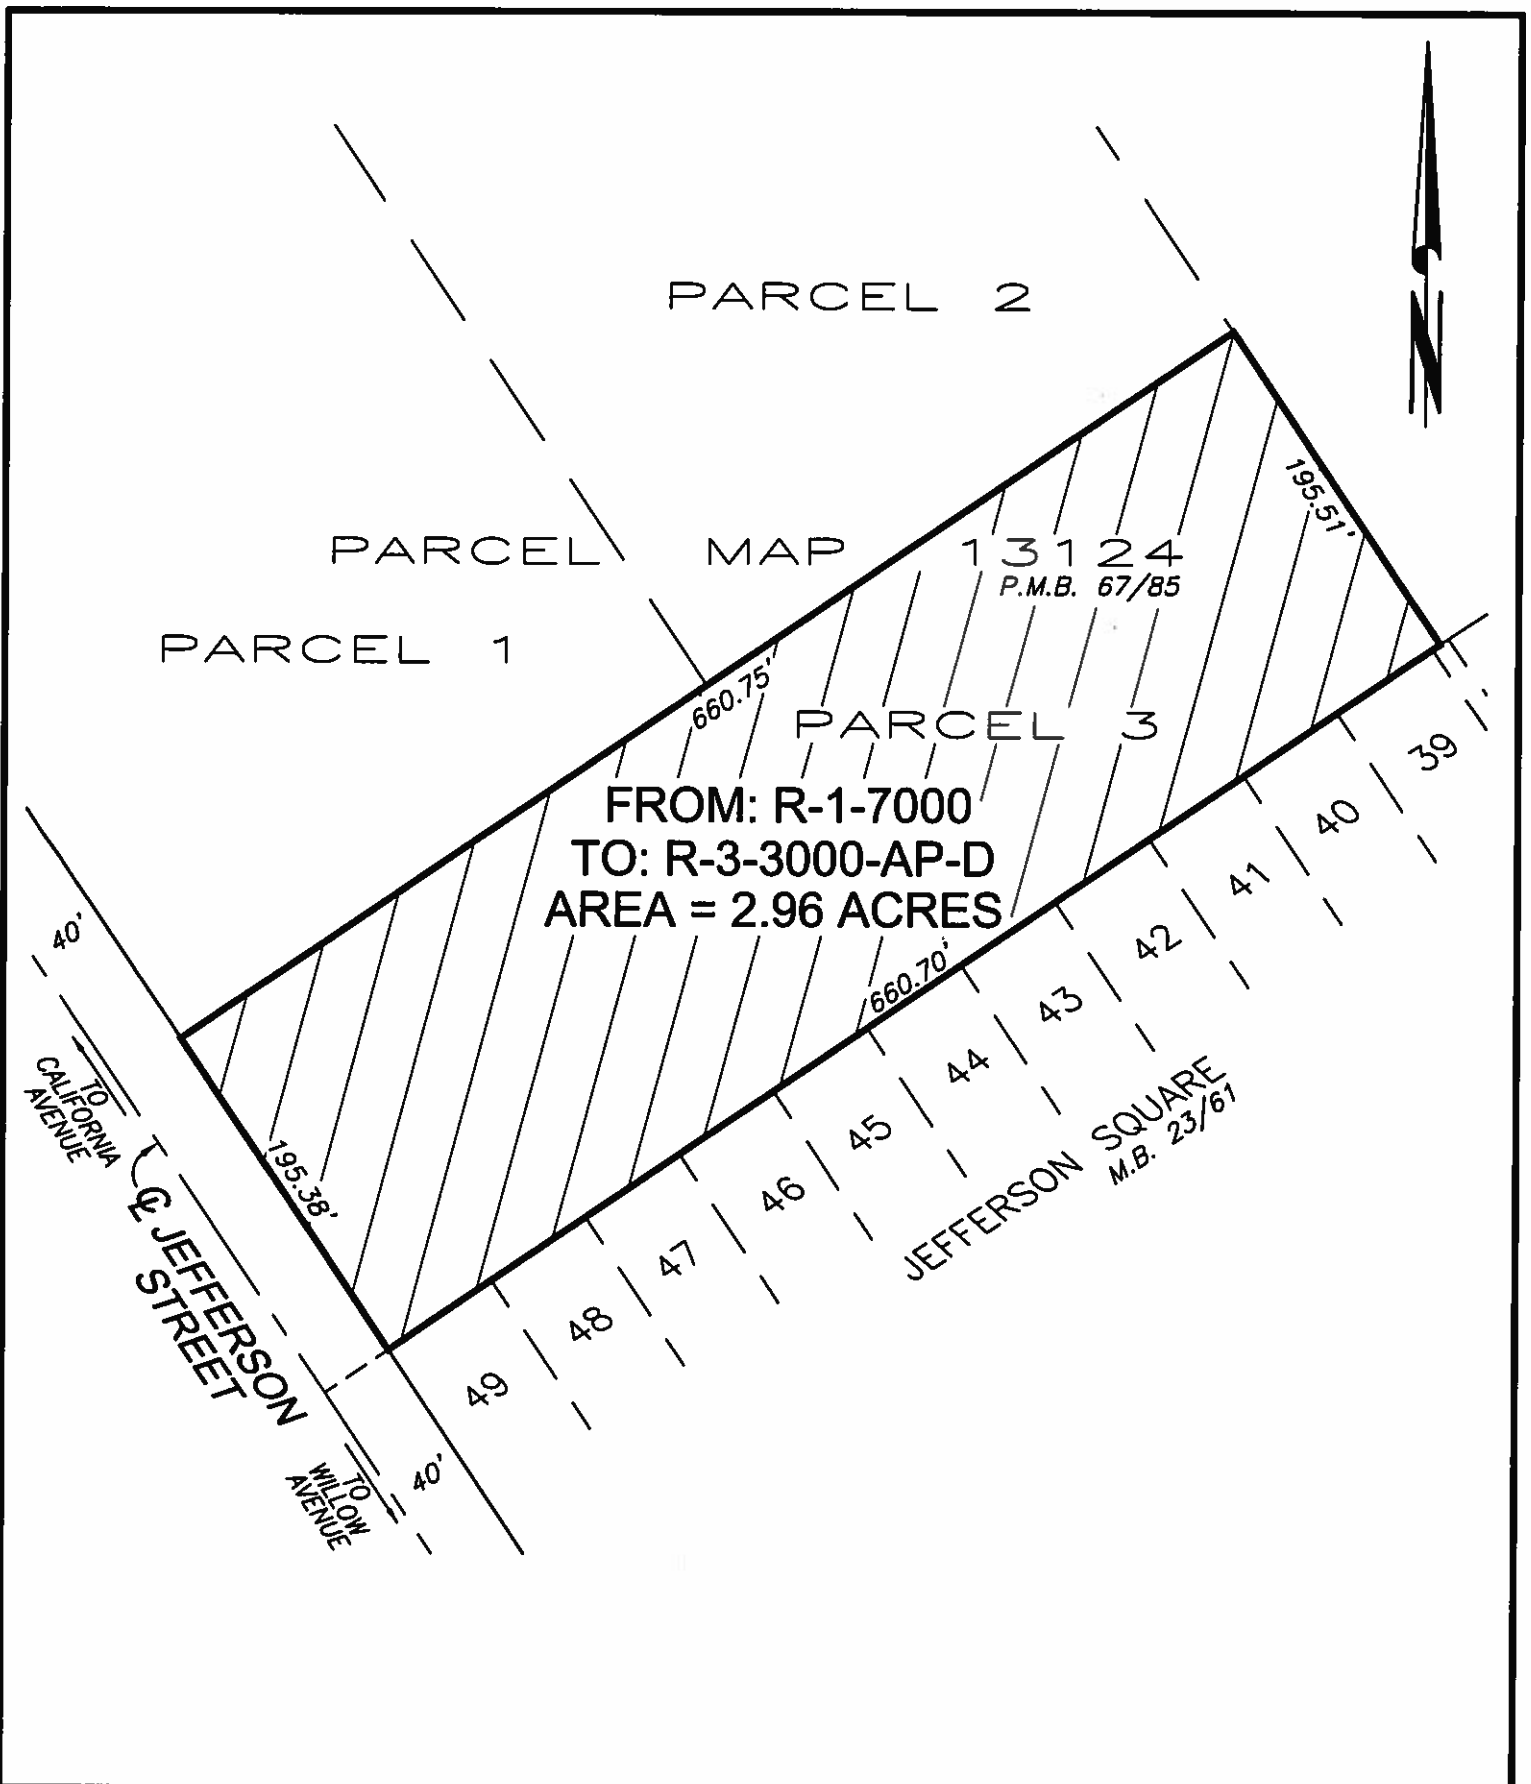 N
PARCEL 2
195.51'
PARCEL MAP 13124
P.M.B. 67/85
PARCEL 1
660.75'
PARCEL 3
FROM: R-1-7000
TO: R-3-3000-AP-D
AREA = 2.96 ACRES
660.70'
39
40
41
42
43
44
45
46
47
48
49
JEFFERSON SQUARE
M.B. 23/61
40'
TO
CALIFORNIA
AVENUE
195.38'
℄ JEFFERSON
STREET
40'
TO
WILLOW
AVENUE